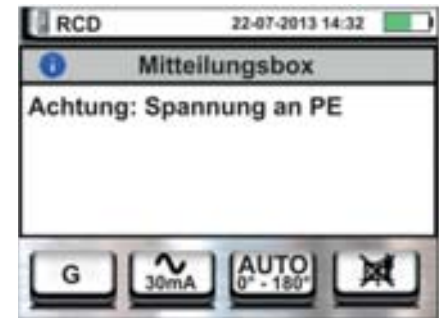 RCD 22-07-2013 14:32
Mitteilungsbox
Achtung: Spannung an PE
G
30mA
AUTO
0° - 180°